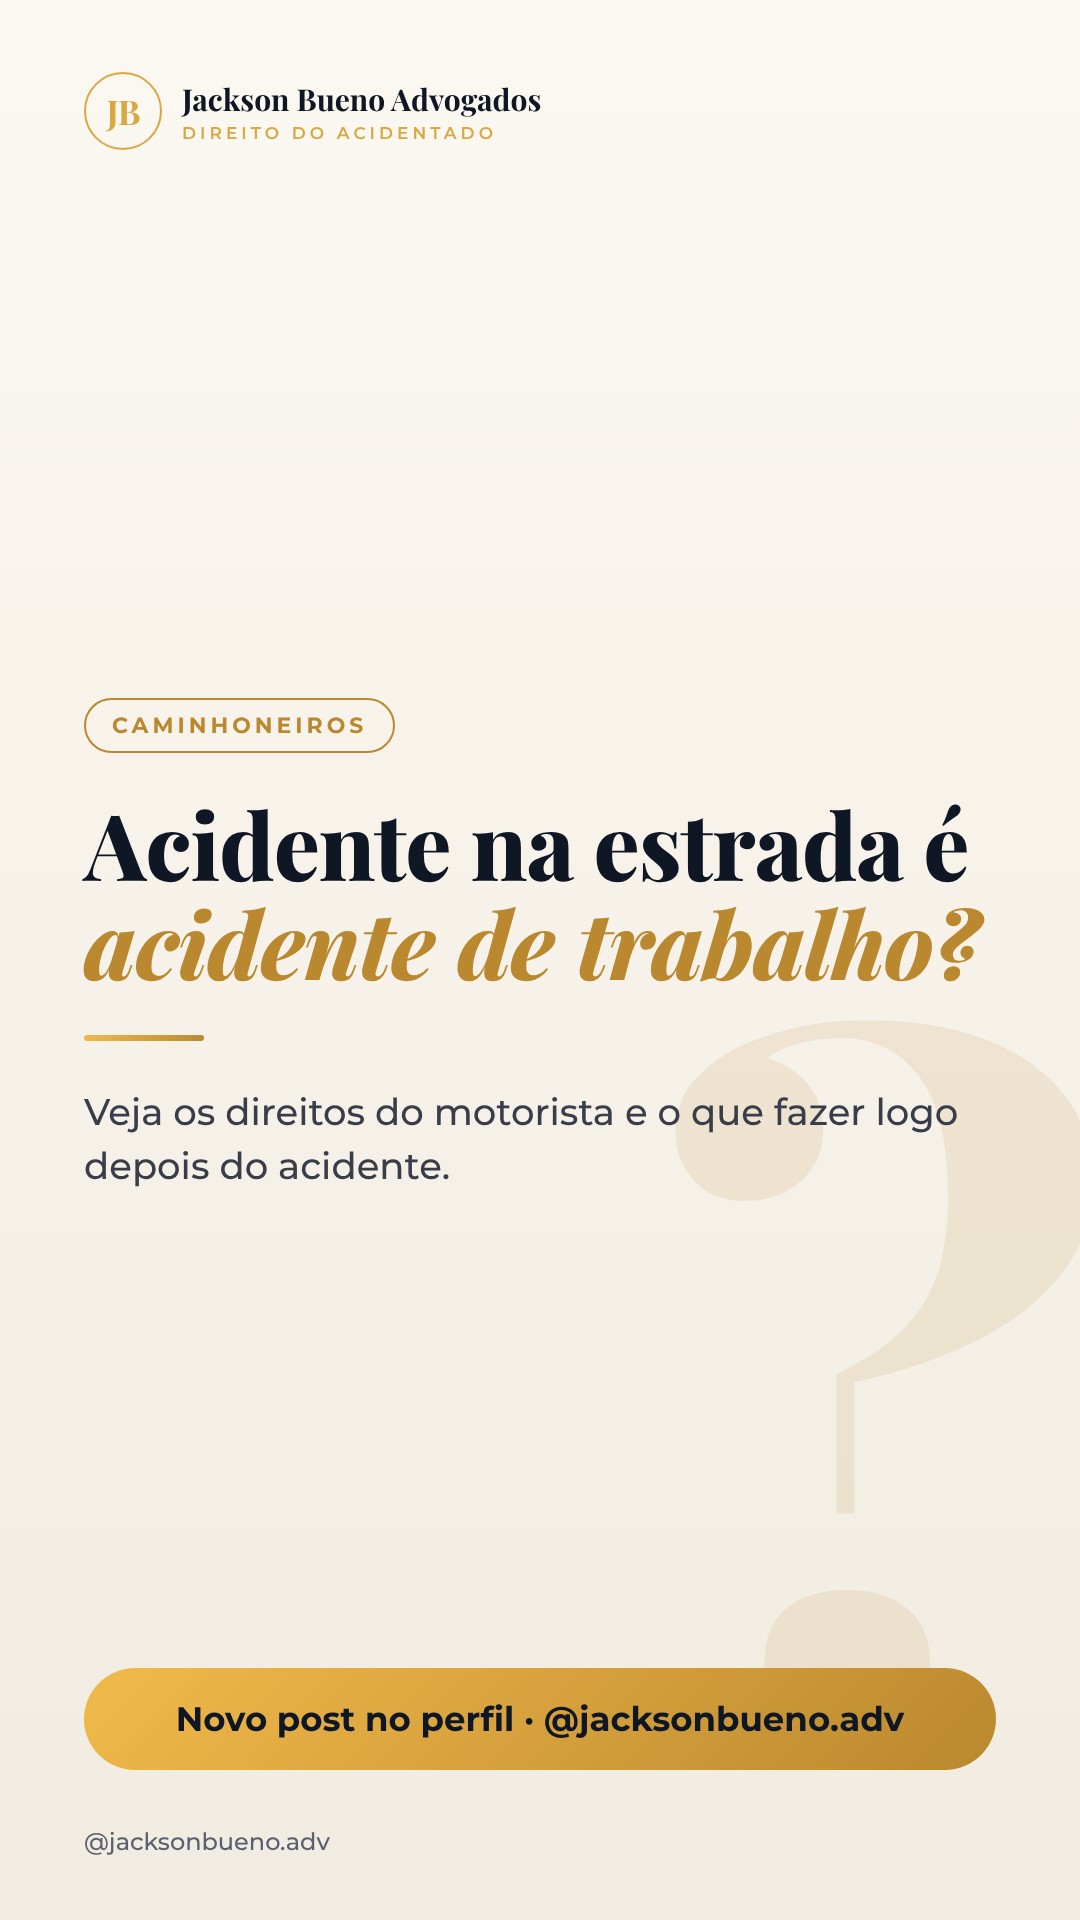 JB
Jackson Bueno Advogados
DIREITO DO ACIDENTADO
CAMINHONEIROS
Acidente na estrada é
acidente de trabalho?
Veja os direitos do motorista e o que fazer logo
depois do acidente.
?
Novo post no perfil · @jacksonbueno.adv
@jacksonbueno.adv